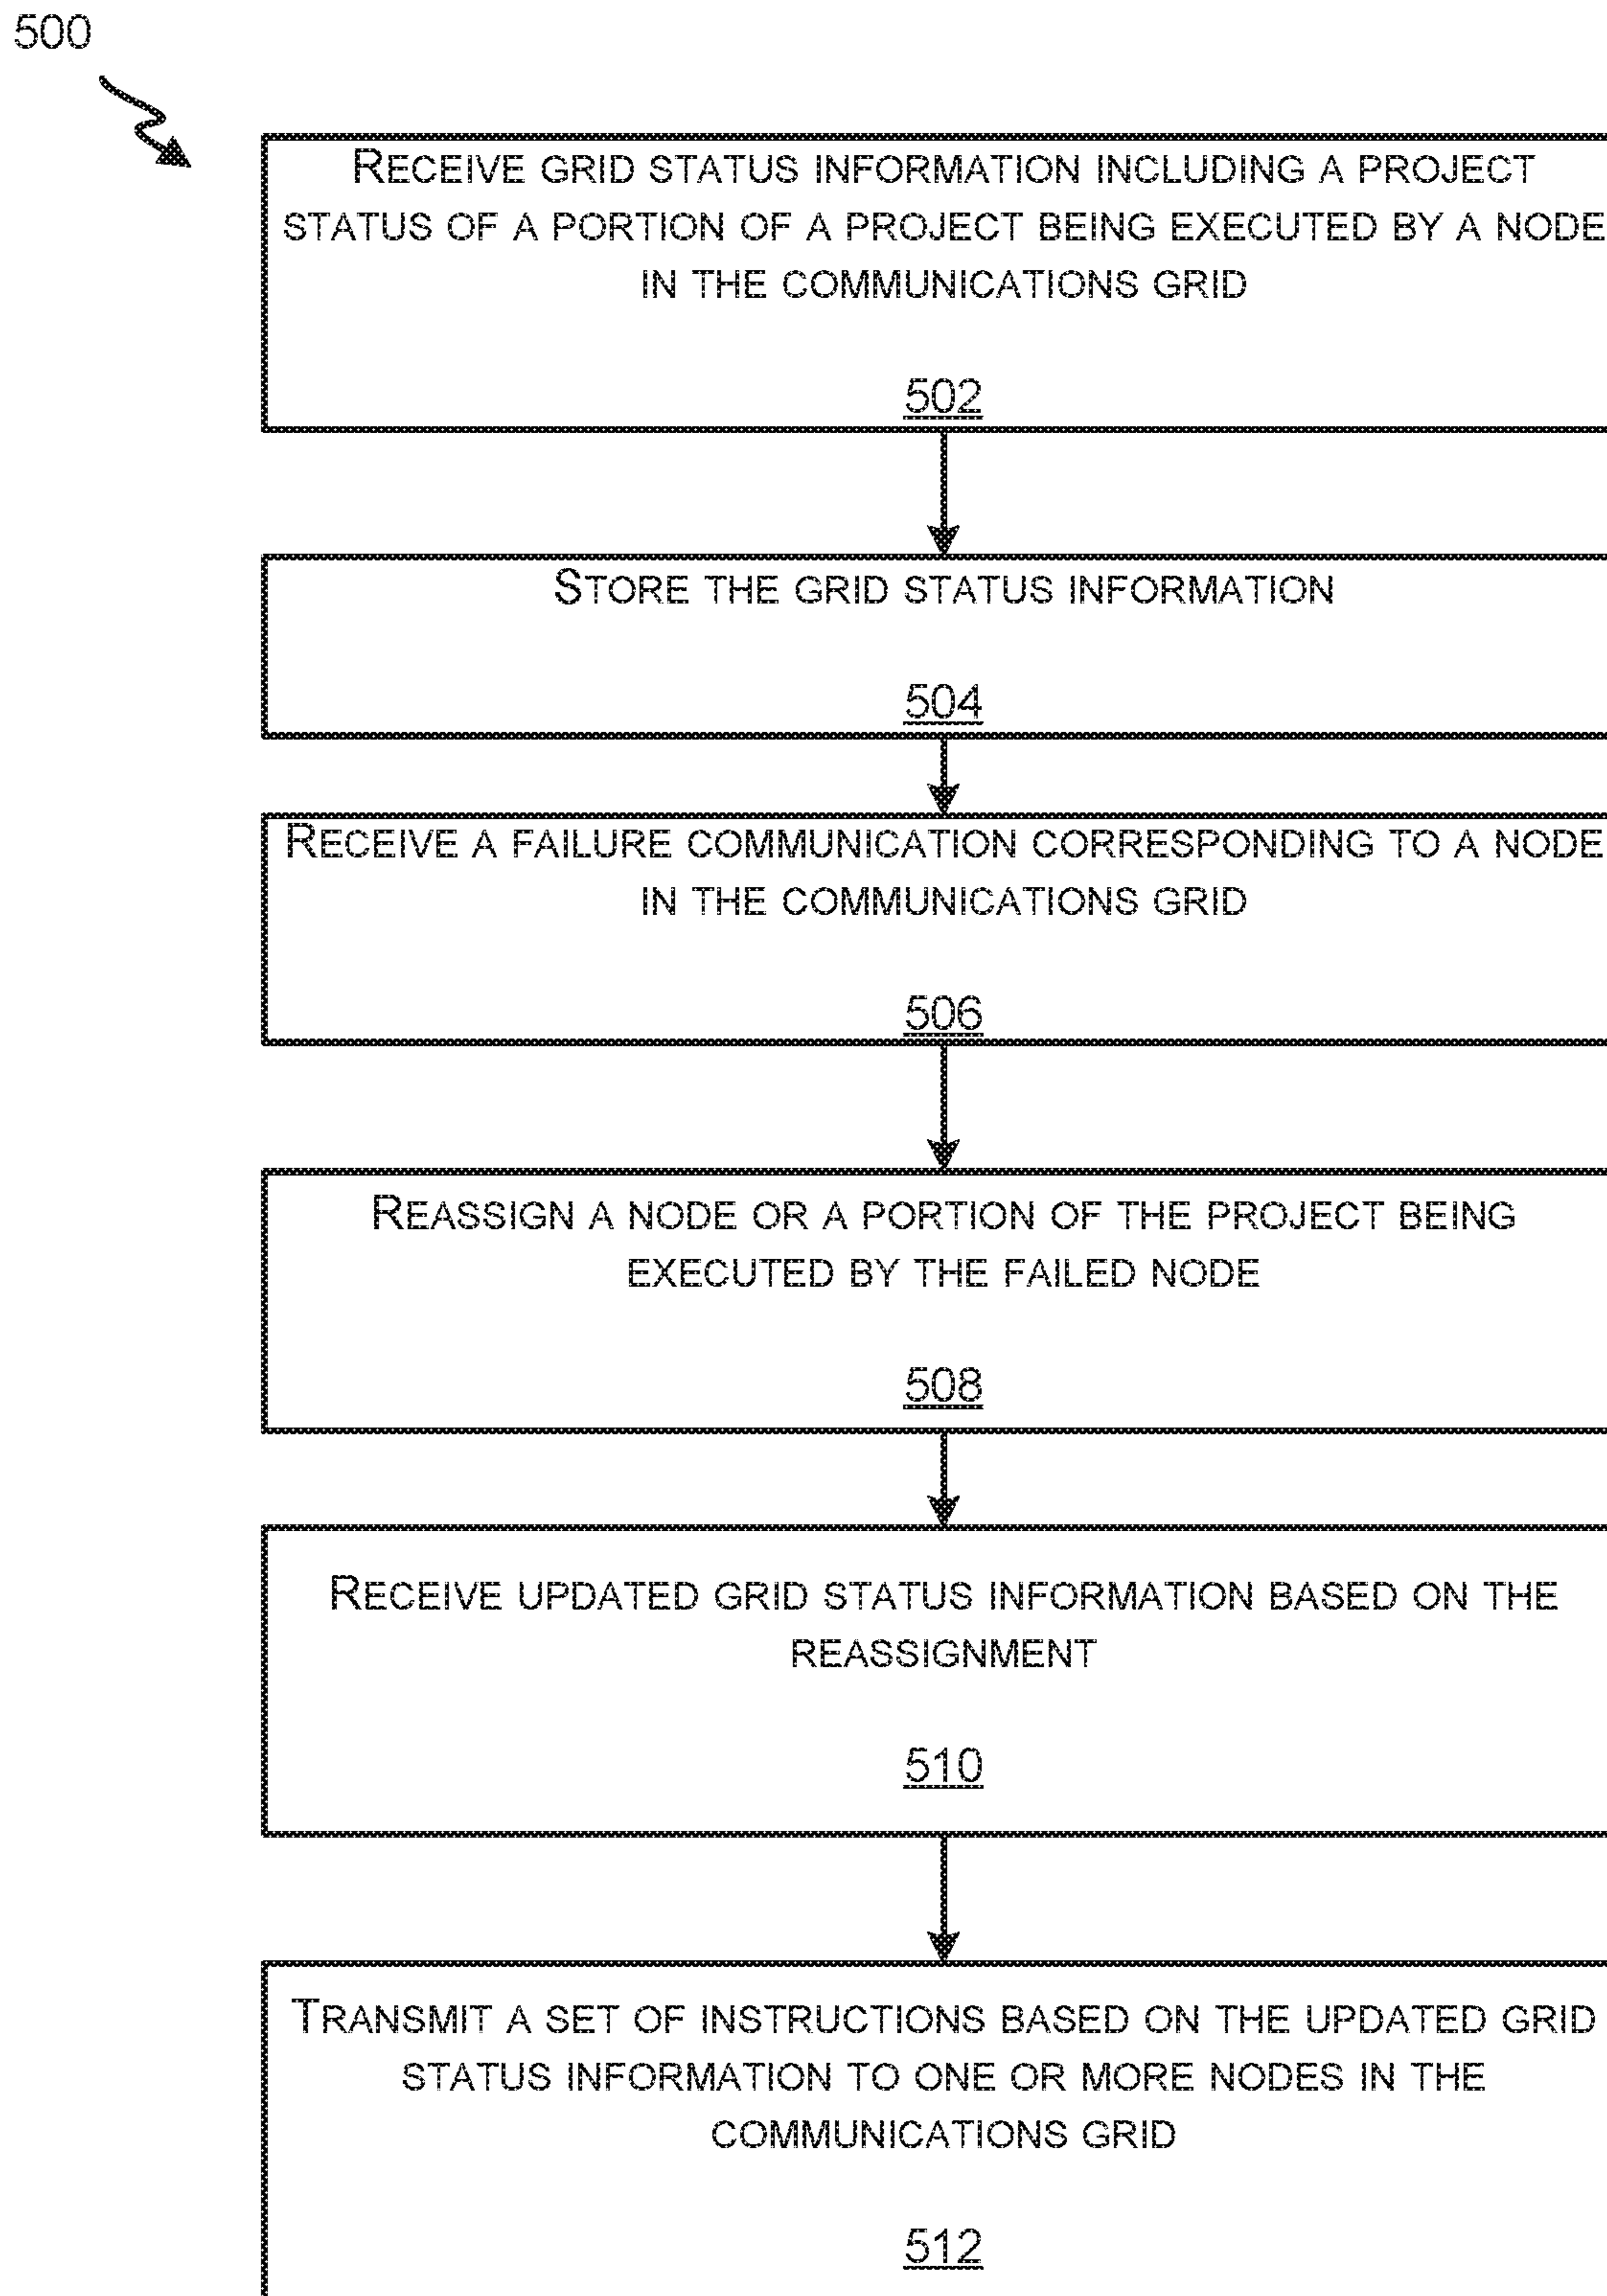 500
RECEIVE GRID STATUS INFORMATION INCLUDING A PROJECT
STATUS OF A PORTION OF A PROJECT BEING EXECUTED BY A NODE
IN THE COMMUNICATIONS GRID
502
STORE THE GRID STATUS INFORMATION
504
RECEIVE A FAILURE COMMUNICATION CORRESPONDING TO A NODE
IN THE COMMUNICATIONS GRID
506
REASSIGN A NODE OR A PORTION OF THE PROJECT BEING
EXECUTED BY THE FAILED NODE
508
RECEIVE UPDATED GRID STATUS INFORMATION BASED ON THE
REASSIGNMENT
510
TRANSMIT A SET OF INSTRUCTIONS BASED ON THE UPDATED GRID
STATUS INFORMATION TO ONE OR MORE NODES IN THE
COMMUNICATIONS GRID
512